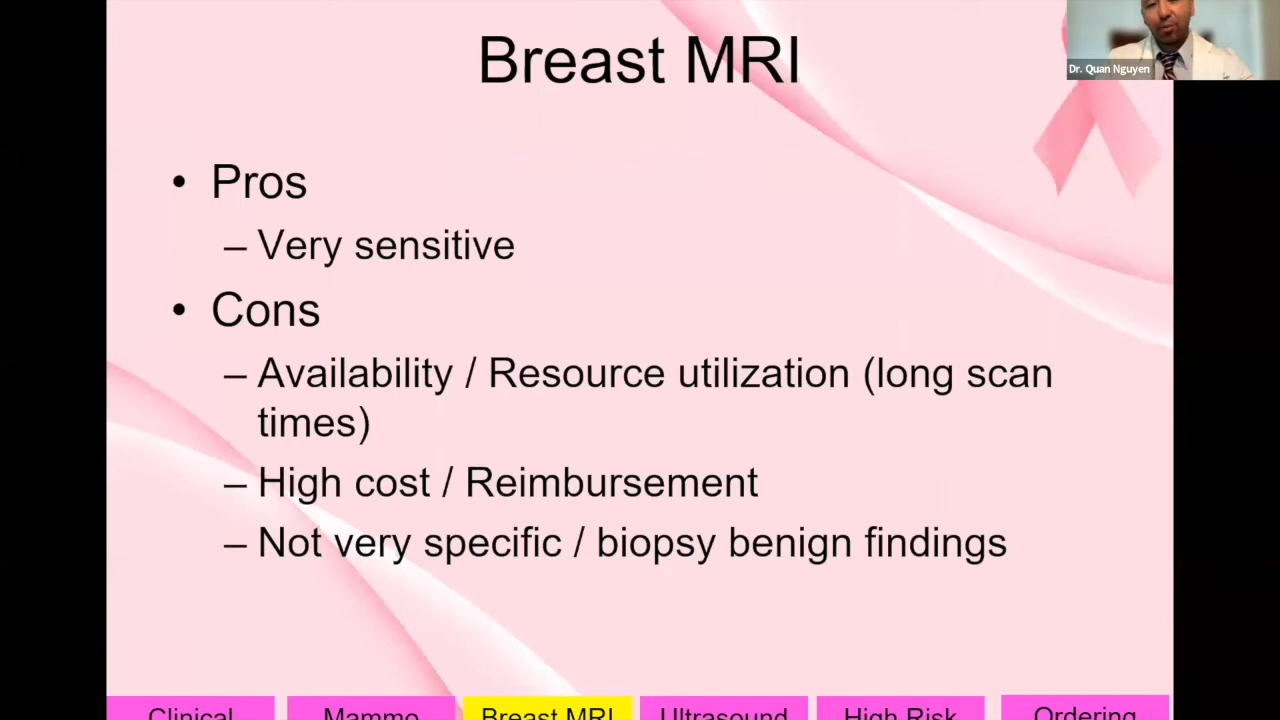 Breast MRI
Dr. Quan Nguyen
• Pros
– Very sensitive
• Cons
– Availability / Resource utilization (long scan
times)
– High cost / Reimbursement
– Not very specific / biopsy benign findings
Clinical
Mammo
Breast MRI
Ultrasound
High Risk
Ordering